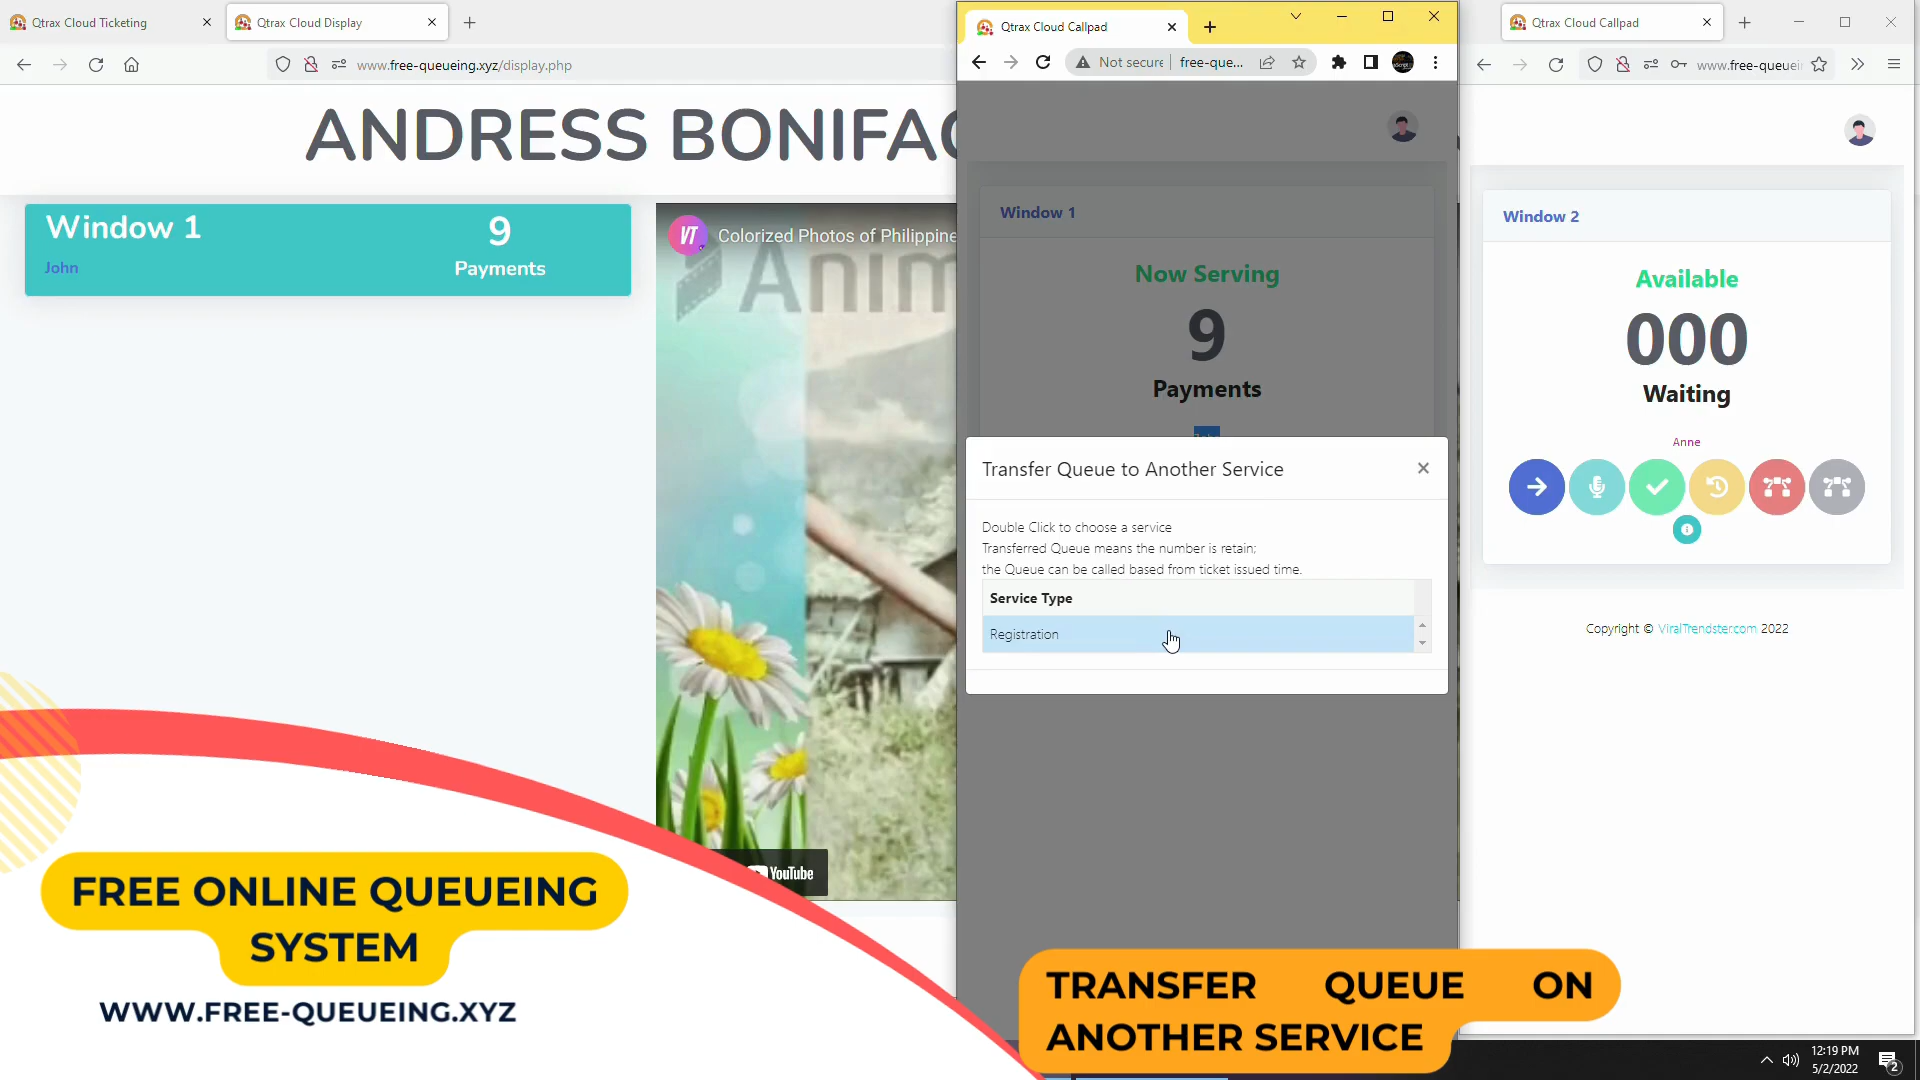 Qtrax Cloud Ticketing
Qtrax Cloud Display
www.free-queueing.xyz/display.php
ANDRESS BONIFAC
Window 1
John
9
Payments
Colorized Photos of Philippine
Anim
YouTube
Qtrax Cloud Callpad
Not secure
free-que...
Window 1
Now Serving
9
Payments
Transfer Queue to Another Service
Double Click to choose a service
Transferred Queue means the number is retain;
the Queue can be called based from ticket issued time.
Service Type
Registration
Qtrax Cloud Callpad
www.free-queuei
Window 2
Available
000
Waiting
Anne
Copyright © ViralTrendster.com 2022
FREE ONLINE QUEUEING
SYSTEM
WWW.FREE-QUEUEING.XYZ
TRANSFER QUEUE ON
ANOTHER SERVICE
12:19 PM
5/2/2022
2